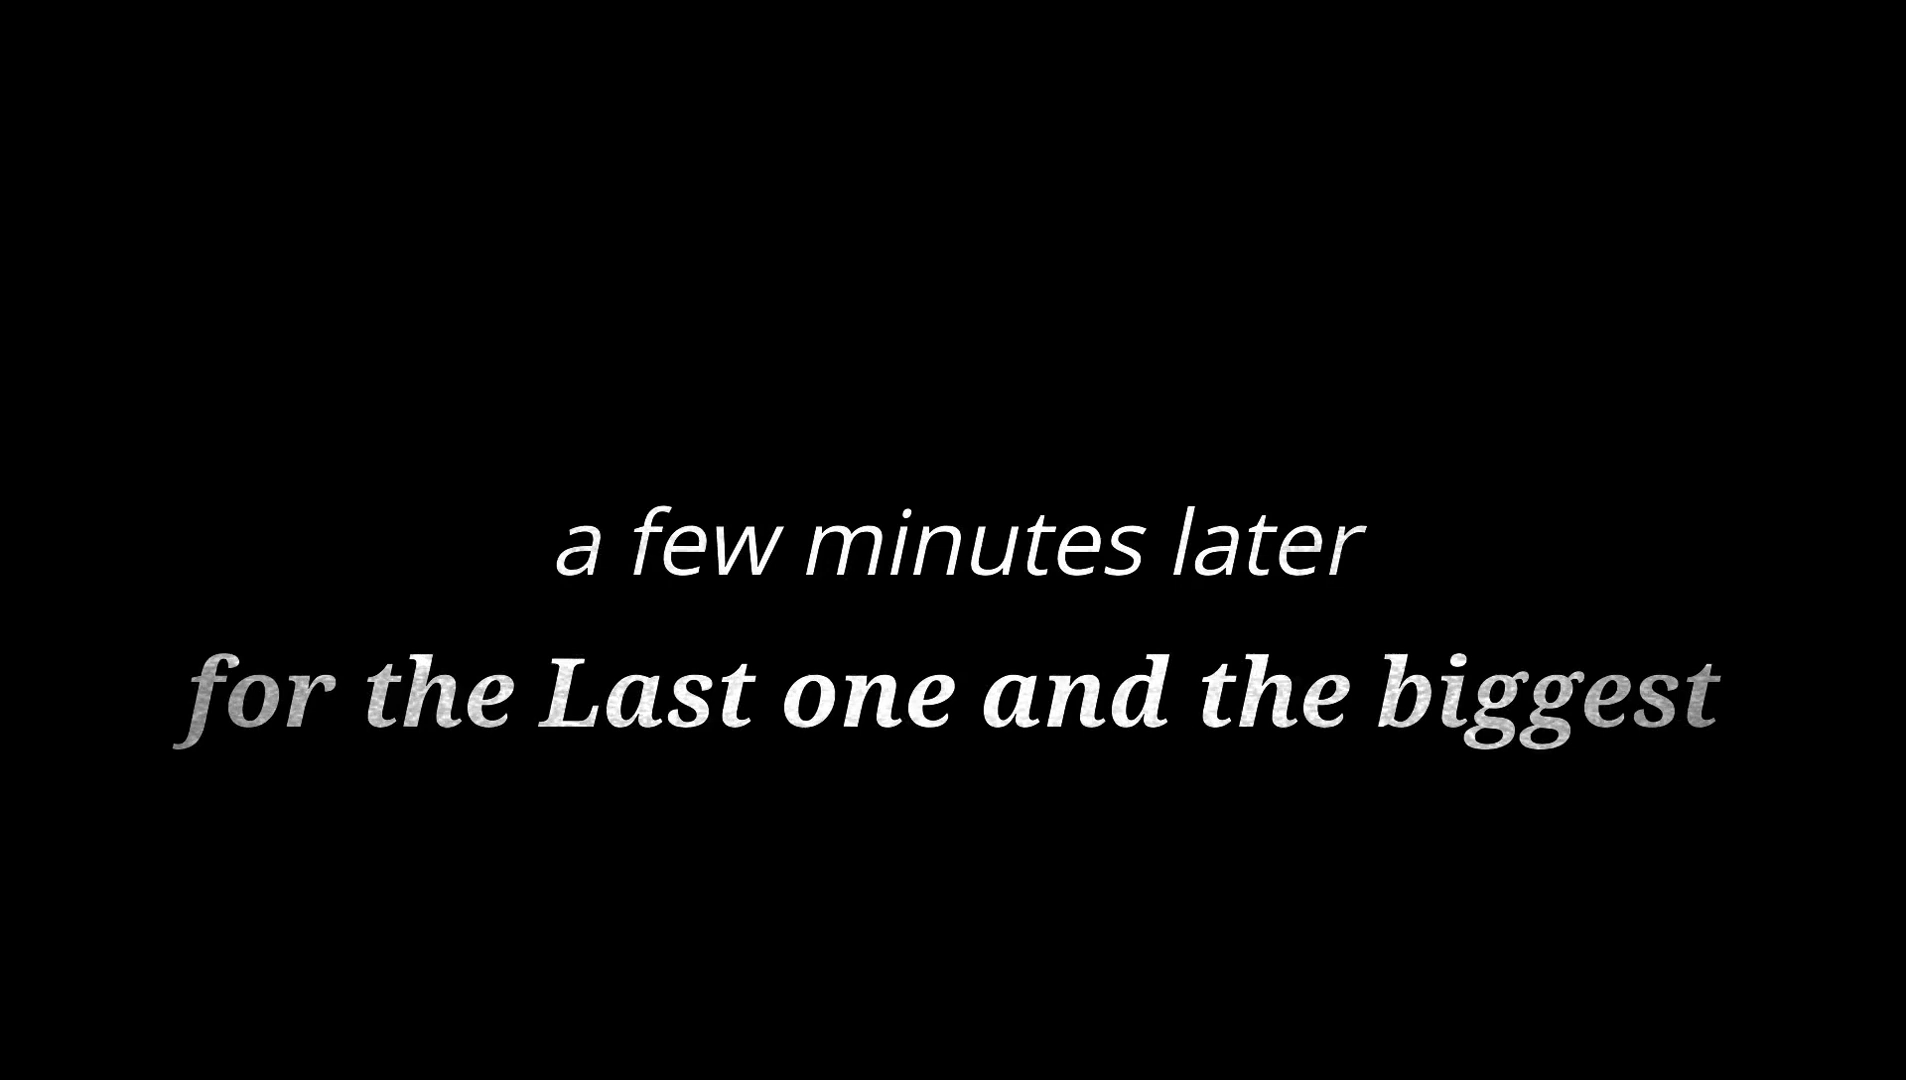 a few minutes later
for the Last one and the biggest